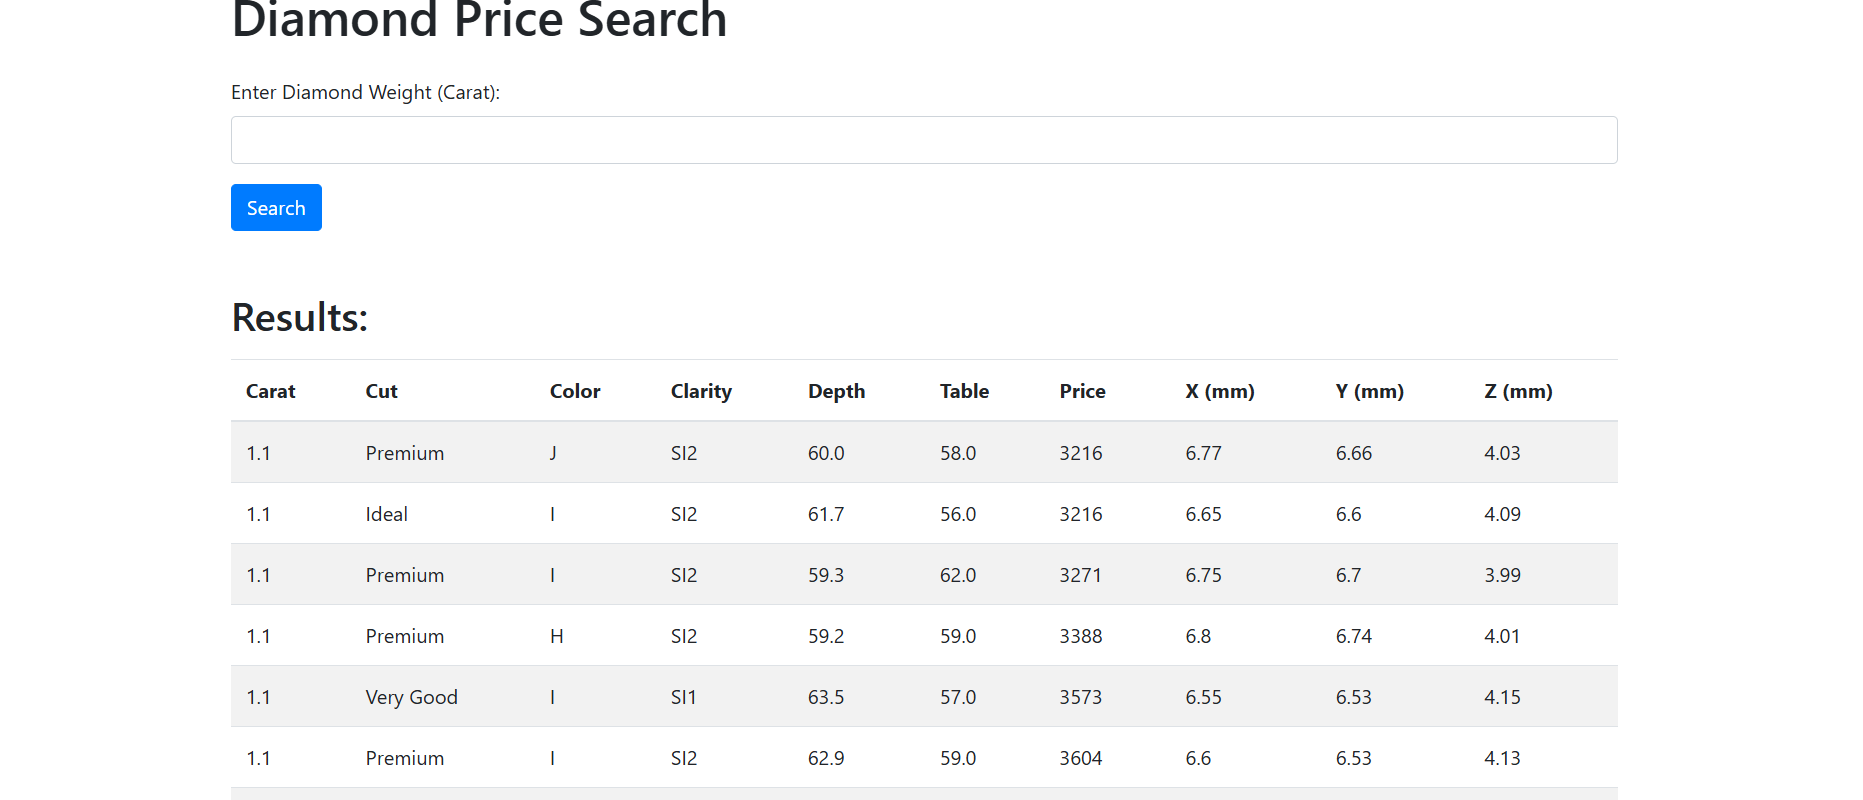 Diamond Price Search
Enter Diamond Weight (Carat):
Search
Results:
Carat Cut Color Clarity Depth Table Price X (mm) Y (mm) Z (mm)
1.1 Premium J SI2 60.0 58.0 3216 6.77 6.66 4.03
1.1 Ideal I SI2 61.7 56.0 3216 6.65 6.6 4.09
1.1 Premium I SI2 59.3 62.0 3271 6.75 6.7 3.99
1.1 Premium H SI2 59.2 59.0 3388 6.8 6.74 4.01
1.1 Very Good I SI1 63.5 57.0 3573 6.55 6.53 4.15
1.1 Premium I SI2 62.9 59.0 3604 6.6 6.53 4.13